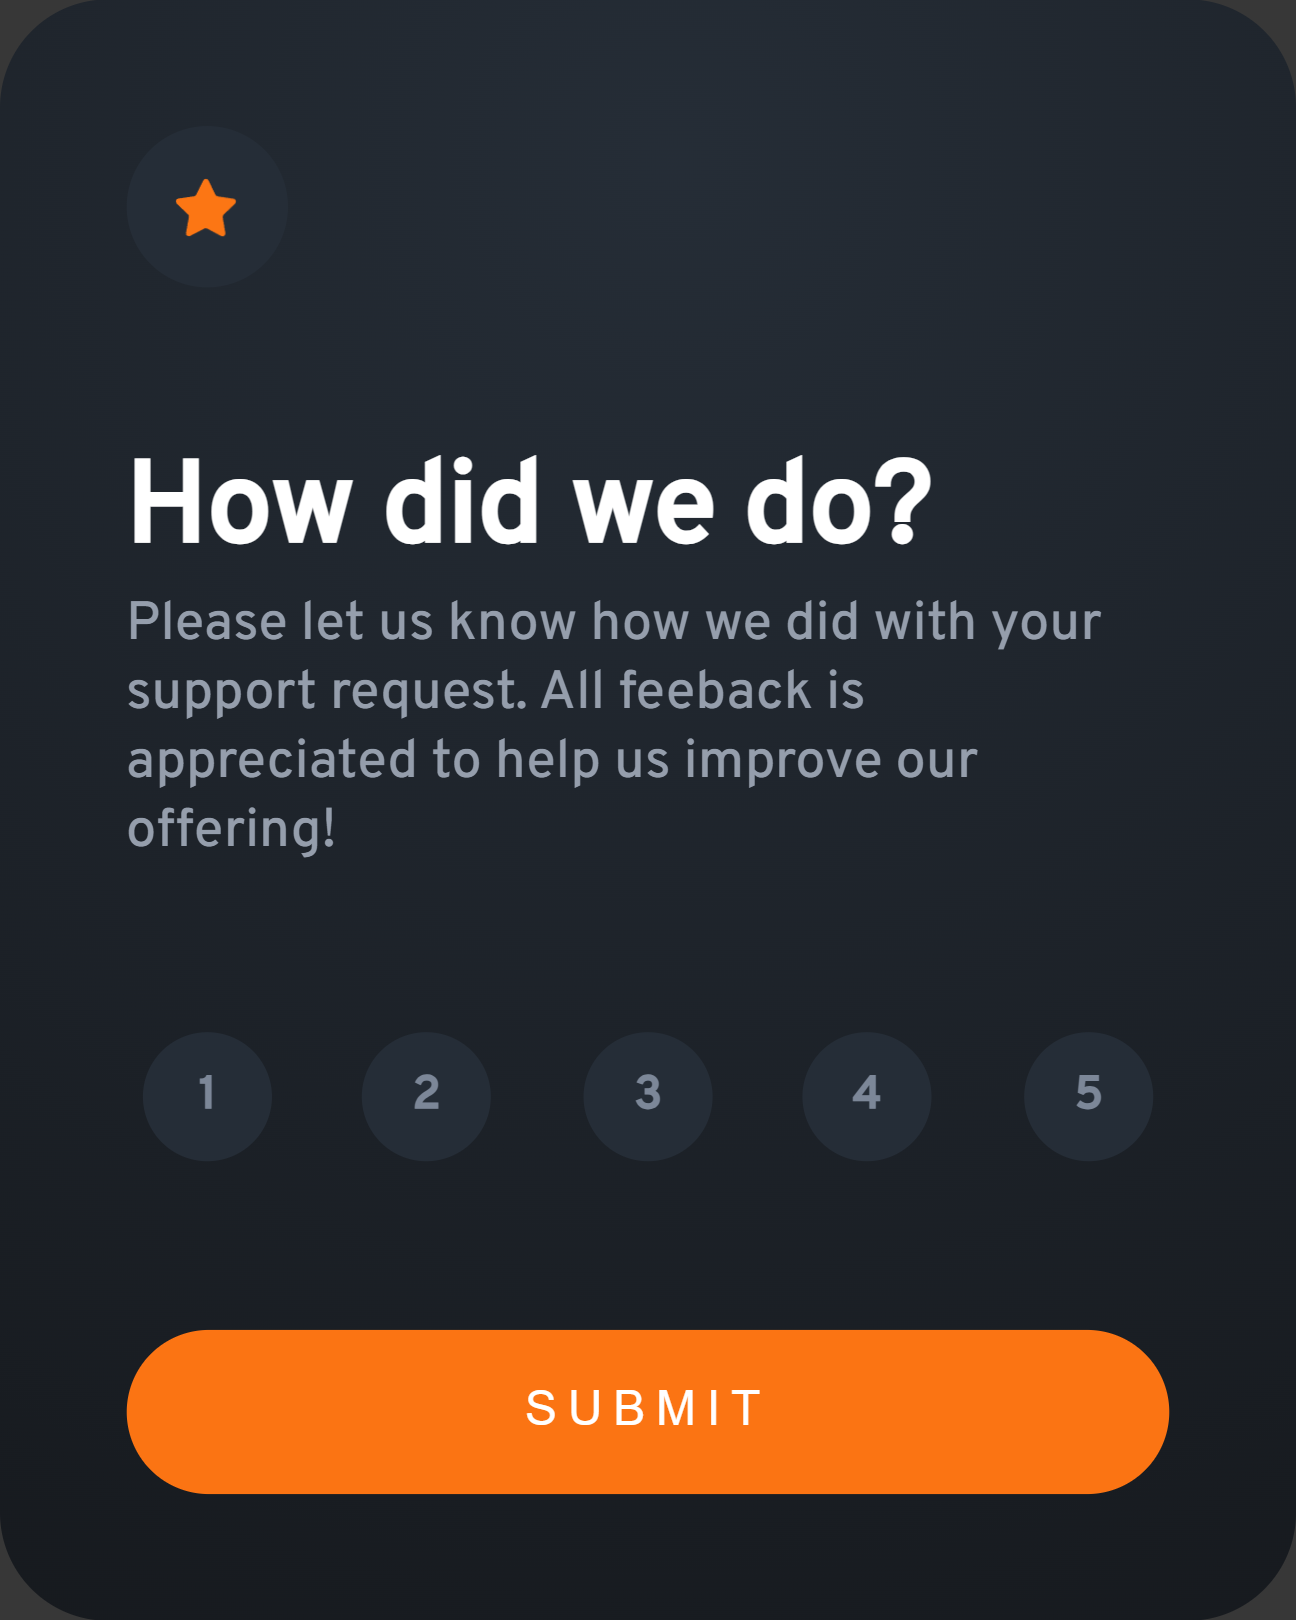 How did we do?
Please let us know how we did with your
support request. All feeback is
appreciated to help us improve our
offering!
1 2 3 4 5
SUBMIT